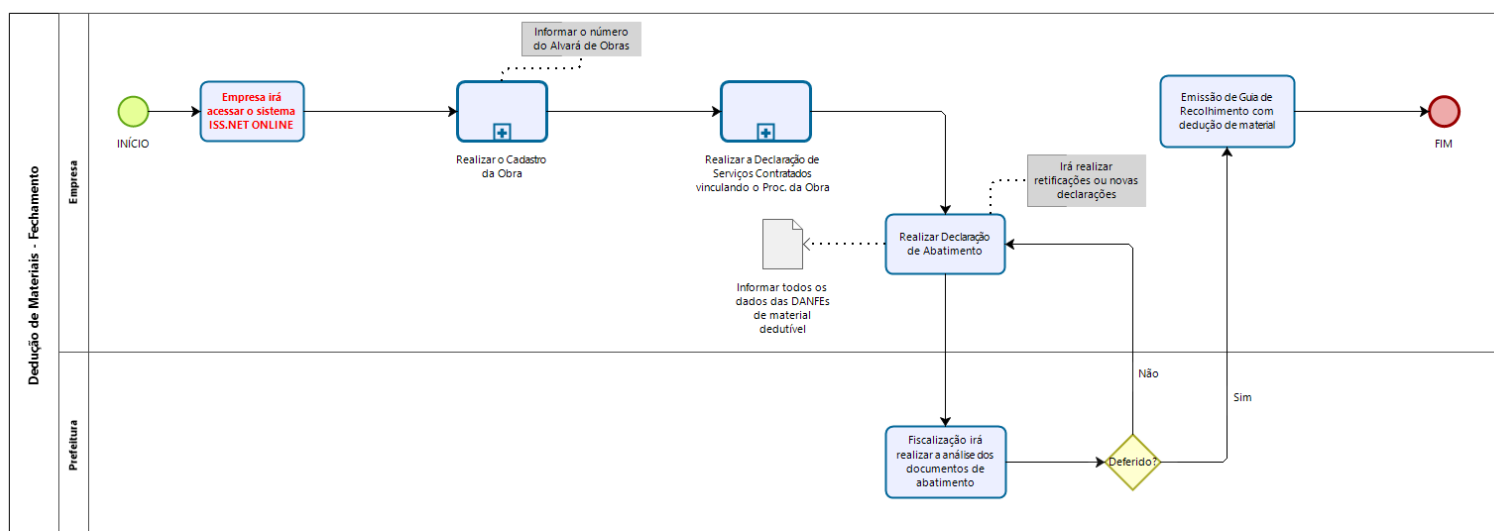 Dedução de Materiais - Fechamento
Empresa
INÍCIO
Empresa irá
acessar o sistema
ISS.NET ONLINE
Informar o número
do Alvará de Obras
Realizar o Cadastro
da Obra
Realizar a Declaração de
Serviços Contratados
vinculando o Proc. da Obra
Emissão de Guia de
Recolhimento com
dedução de material
FIM
Irá realizar
retificações ou novas
declarações
Realizar Declaração
de Abatimento
Informar todos os
dados das DANFEs
de material
dedutível
Prefeitura
Não
Sim
Fiscalização irá
realizar a análise dos
documentos de
abatimento
Deferido?